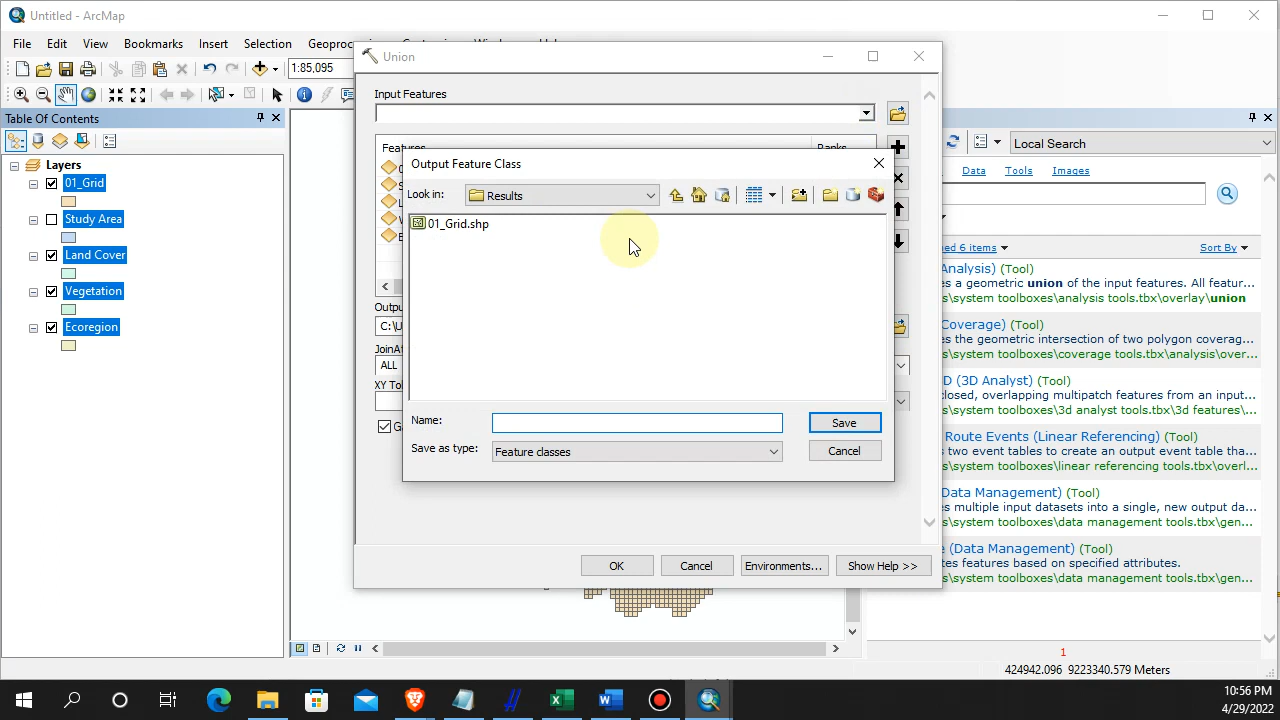 Untitled - ArcMap
File Edit View Bookmarks Insert Selection
1:85,095
Table Of Contents
Layers
01_Grid
Study Area
Land Cover
Vegetation
Ecoregion
Union
Input Features
Features Ranks
Output Feature Class
Look in: Results
01_Grid.shp
Name:
Save
Save as type: Feature classes
Cancel
ALL
OK Cancel Environments... Show Help >>
Local Search
Data Tools Images
6 items Sort By
(Tool)
a geometric union of the input features. All featur...
\system toolboxes\analysis tools.tbx\overlay\union
(Tool)
the geometric intersection of two polygon coverag...
\system toolboxes\coverage tools.tbx\analysis\over...
(3D Analyst) (Tool)
overlapping multipatch features from an input...
\system toolboxes\3d analyst tools.tbx\3d features\...
Route Events (Linear Referencing) (Tool)
two event tables to create an output event table tha...
\system toolboxes\linear referencing tools.tbx\overl...
(Tool)
multiple input datasets into a single, new output da...
\system toolboxes\data management tools.tbx\gen...
(Data Management) (Tool)
features based on specified attributes.
\system toolboxes\data management tools.tbx\gen...
1
424942.096 9223340.579 Meters
10:56 PM
4/29/2022